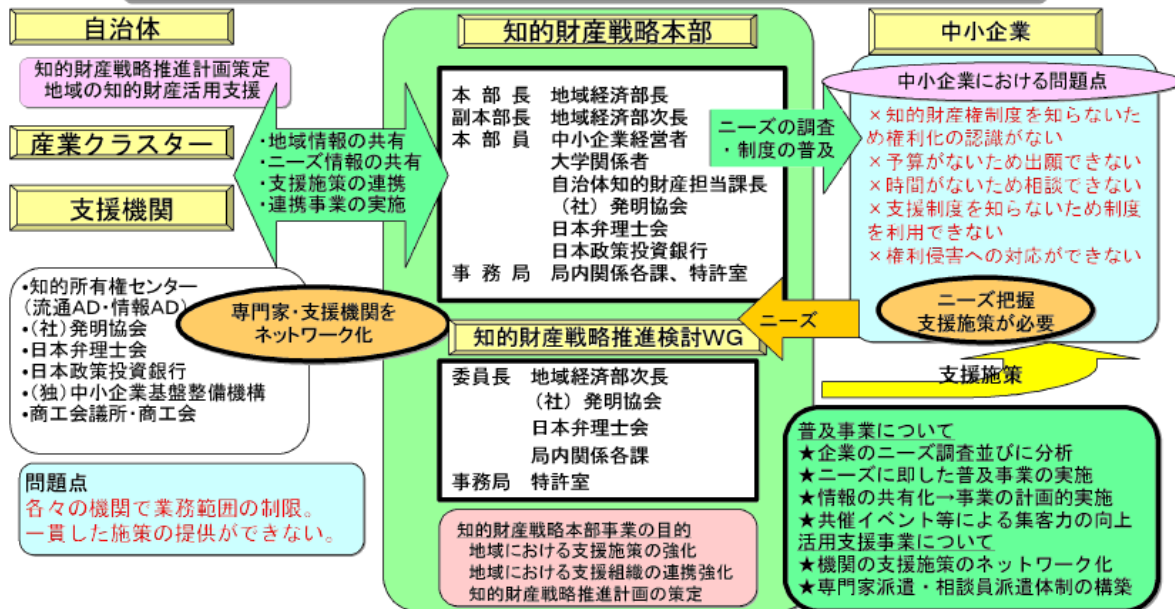 自治体
知的財産戦略推進計画策定
地域の知的財産活用支援
産業クラスター
支援機関
・知的所有権センター
(流通AD・情報AD)
・(社)発明協会
・日本弁理士会
・日本政策投資銀行
・(独)中小企業基盤整備機構
・商工会議所・商工会
問題点
各々の機関で業務範囲の制限。
一貫した施策の提供ができない。
・地域情報の共有
・ニーズ情報の共有
・支援施策の連携
・連携事業の実施
専門家・支援機関を
ネットワーク化
知的財産戦略本部
本部長 地域経済部長
副本部長 地域経済部次長
本部員 中小企業経営者
大学関係者
自治体知的財産担当課長
(社)発明協会
日本弁理士会
日本政策投資銀行
事務局 局内関係各課、特許室
知的財産戦略推進検討WG
委員長 地域経済部次長
(社)発明協会
日本弁理士会
局内関係各課
事務局 特許室
知的財産戦略本部事業の目的
地域における支援施策の強化
地域における支援組織の連携強化
知的財産戦略推進計画の策定
ニーズの調査
・制度の普及
ニーズ
中小企業
中小企業における問題点
×知的財産権制度を知らないた
め権利化の認識がない
×予算がないため出願できない
×時間がないため相談できない
×支援制度を知らないため制度
を利用できない
×権利侵害への対応ができない
ニーズ把握
支援施策が必要
支援施策
普及事業について
★企業のニーズ調査並びに分析
★ニーズに即した普及事業の実施
★情報の共有化→事業の計画的実施
★共催イベント等による集客力の向上
活用支援事業について
★機関の支援施策のネットワーク化
★専門家派遣・相談員派遣体制の構築